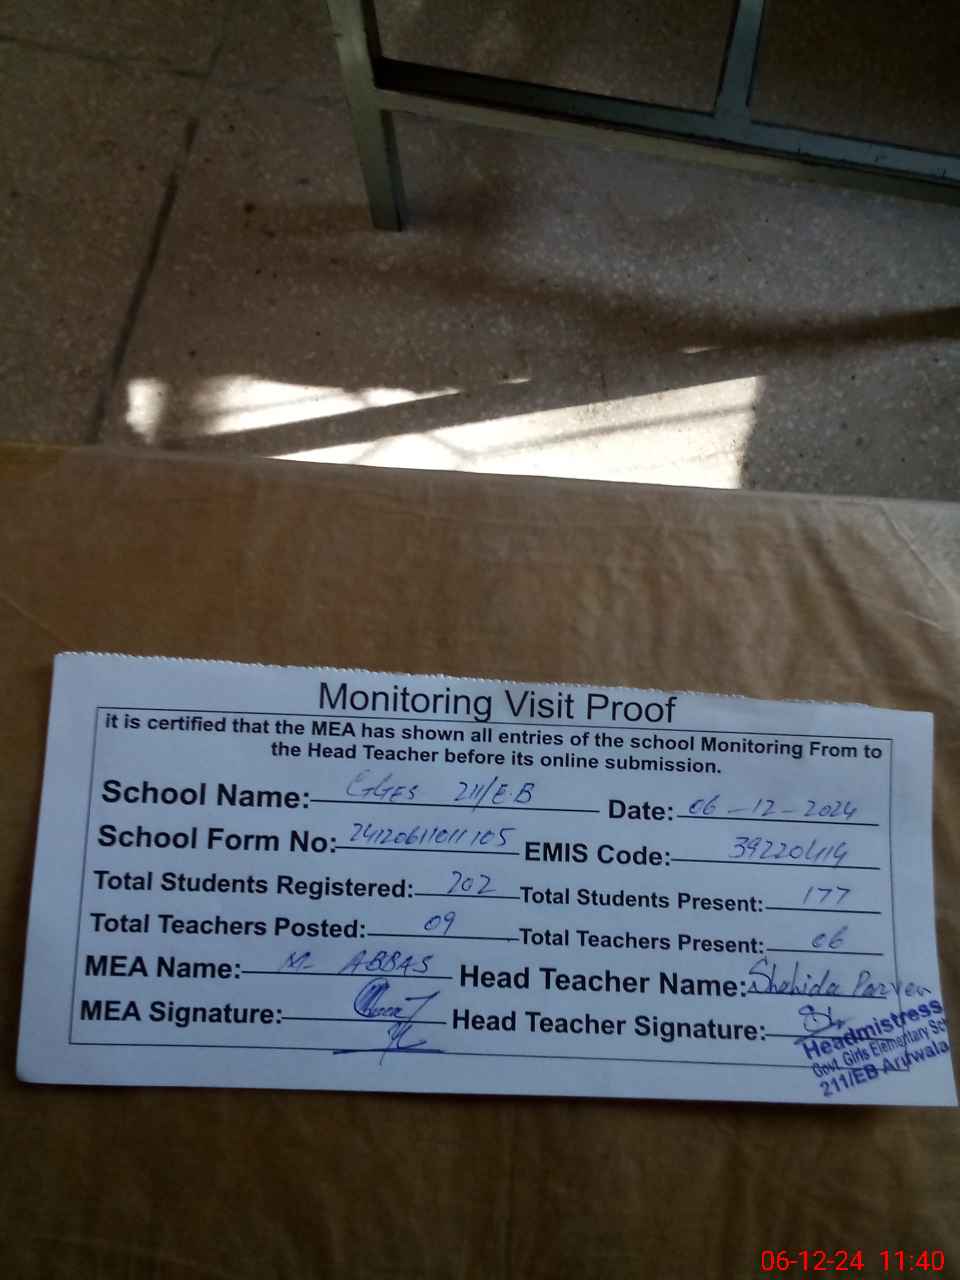 Monitoring Visit Proof
it is certified that the MEA has shown all entries of the school Monitoring From to
the Head Teacher before its online submission.
School Name: GGES 211/E.B Date: 06-12-2024
School Form No: 24120611011105 EMIS Code: 39220414
Total Students Registered: 202 Total Students Present: 177
Total Teachers Posted: 09 Total Teachers Present: 06
MEA Name: M- ABBAS Head Teacher Name: Shahida Parveen
MEA Signature: Head Teacher Signature:
Headmistress
Govt. Girls Elementary Sch
211/EB Arifwala
06-12-24 11:40